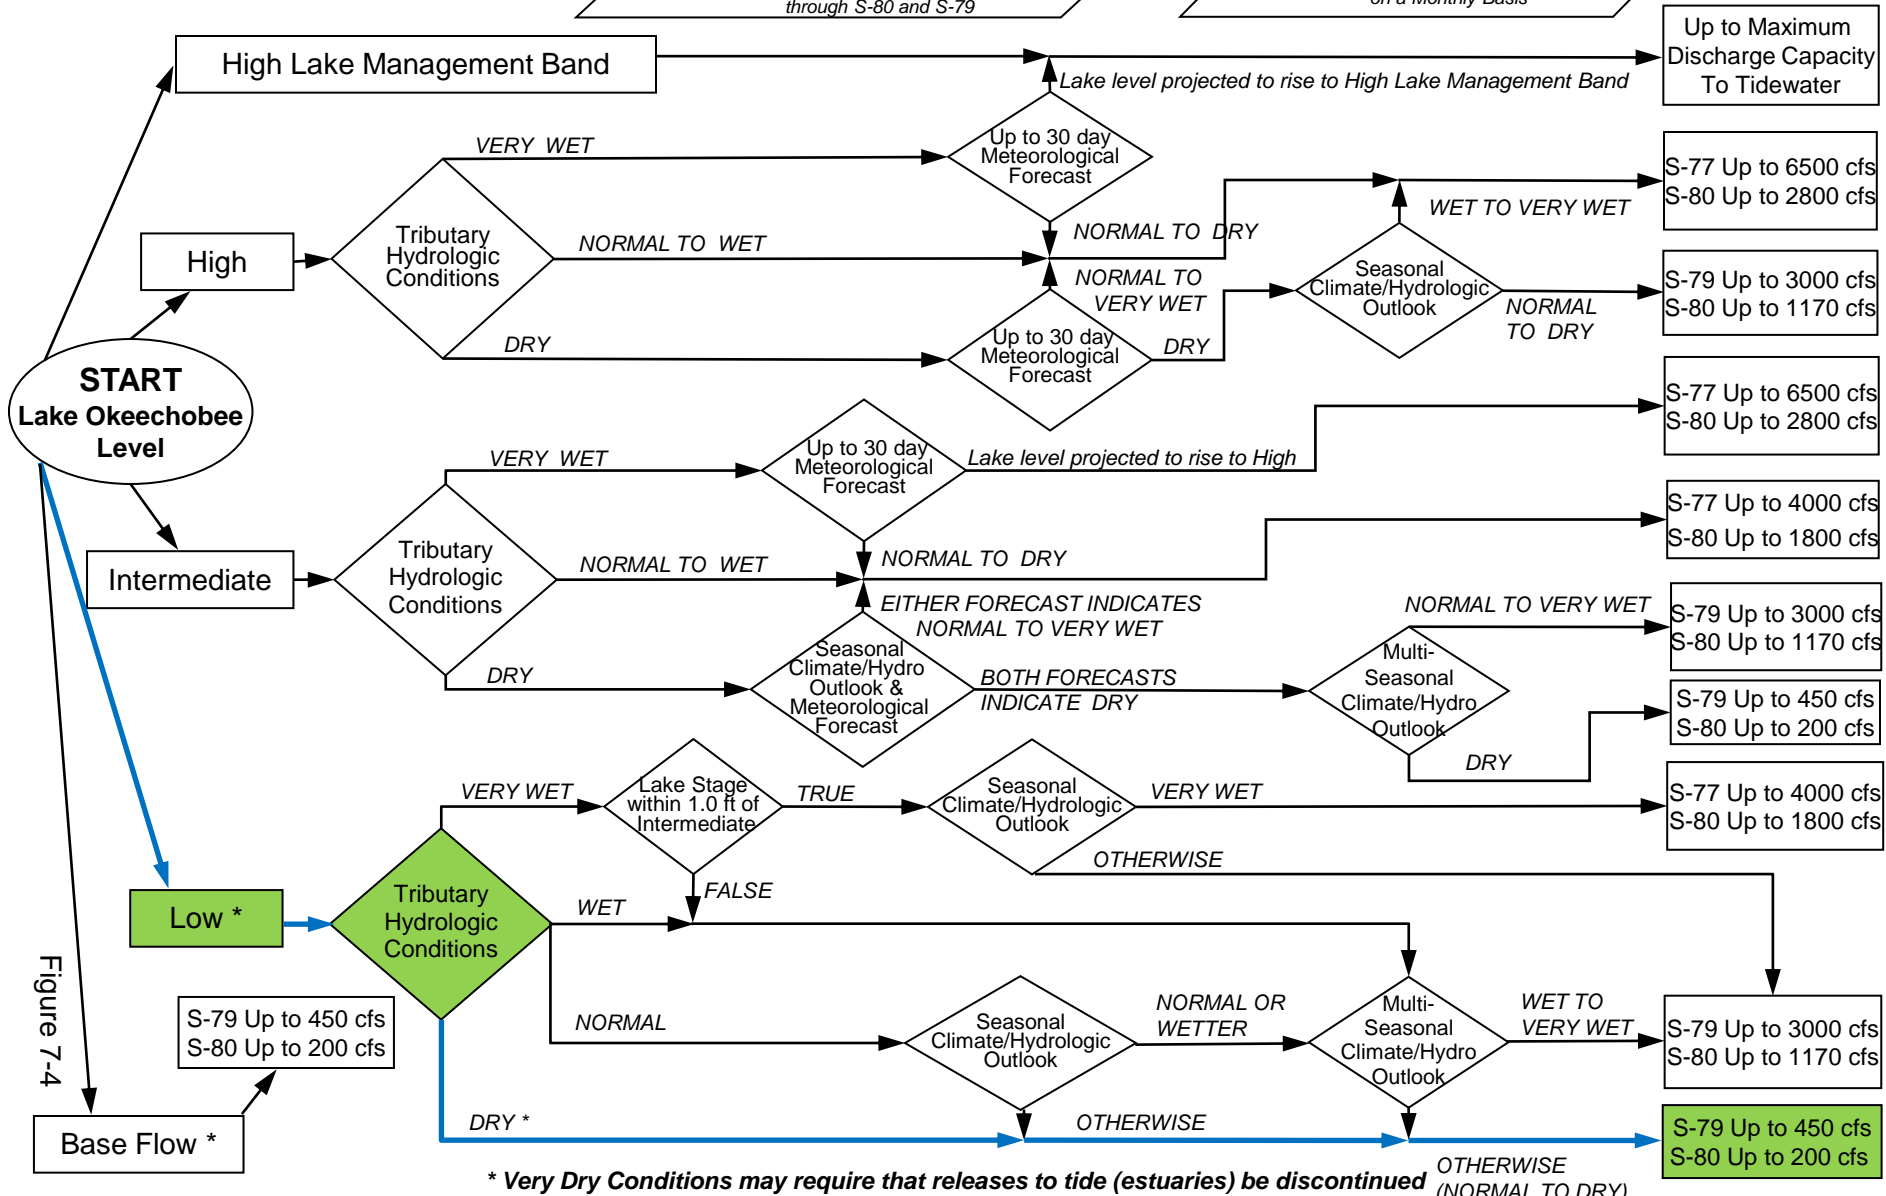 through S-80 and S-79
on a Monthly Basis
High Lake Management Band
Up to Maximum
Discharge Capacity
To Tidewater
Lake level projected to rise to High Lake Management Band
VERY WET
Up to 30 day
Meteorological
Forecast
S-77 Up to 6500 cfs
S-80 Up to 2800 cfs
WET TO VERY WET
Tributary
Hydrologic
Conditions
NORMAL TO WET
NORMAL TO DRY
High
NORMAL TO
VERY WET
Seasonal
Climate/Hydrologic
Outlook
NORMAL
TO DRY
S-79 Up to 3000 cfs
S-80 Up to 1170 cfs
DRY
Up to 30 day
Meteorological
Forecast
DRY
START
Lake Okeechobee
Level
S-77 Up to 6500 cfs
S-80 Up to 2800 cfs
VERY WET
Up to 30 day
Meteorological
Forecast
Lake level projected to rise to High
S-77 Up to 4000 cfs
S-80 Up to 1800 cfs
Intermediate
Tributary
Hydrologic
Conditions
NORMAL TO WET
NORMAL TO DRY
EITHER FORECAST INDICATES
NORMAL TO VERY WET
NORMAL TO VERY WET
S-79 Up to 3000 cfs
S-80 Up to 1170 cfs
DRY
Seasonal
Climate/Hydro
Outlook &
Meteorological
Forecast
BOTH FORECASTS
INDICATE DRY
Multi-
Seasonal
Climate/Hydro
Outlook
S-79 Up to 450 cfs
S-80 Up to 200 cfs
DRY
VERY WET
Lake Stage
within 1.0 ft of
Intermediate
TRUE
Seasonal
Climate/Hydrologic
Outlook
VERY WET
S-77 Up to 4000 cfs
S-80 Up to 1800 cfs
OTHERWISE
FALSE
Low *
Tributary
Hydrologic
Conditions
WET
Figure 7-4
S-79 Up to 450 cfs
S-80 Up to 200 cfs
NORMAL
Seasonal
Climate/Hydrologic
Outlook
NORMAL OR
WETTER
Multi-
Seasonal
Climate/Hydro
Outlook
WET TO
VERY WET
S-79 Up to 3000 cfs
S-80 Up to 1170 cfs
Base Flow *
DRY *
OTHERWISE
S-79 Up to 450 cfs
S-80 Up to 200 cfs
* Very Dry Conditions may require that releases to tide (estuaries) be discontinued
OTHERWISE
(NORMAL TO DRY)